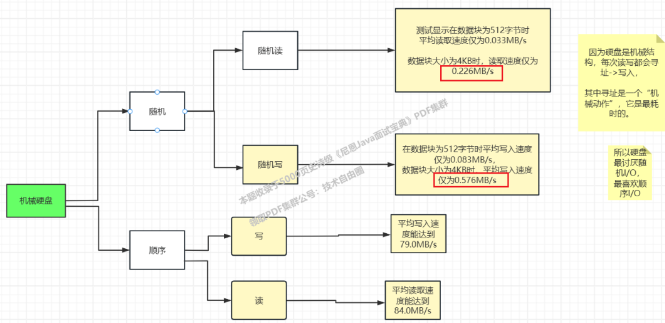 测试显示在数据块为512字节时
平均读取速度仅为0.033MB/s
数据块大小为4KB时，读取速度仅为
0.226MB/s
因为硬盘是机械结
构，每次读写都会寻
址->写入，
其中寻址是一个“机
械动作”，它是最耗
时的。
随机读
随机
随机写
在数据块为512字节时平均写入速度
仅为0.083MB/s，
数据块大小为4KB时，平均写入速度
仅为0.576MB/s
所以硬盘
最讨厌随
机I/O,
最喜欢顺
序I/O
本题收录于6000页史诗级《尼恩Java面试宝典》PDF集群
领取PDF集群公号：技术自由圈
机械硬盘
顺序
写
平均写入速
度能达到
79.0MB/s
读
平均读取速
度能达到
84.0MB/s